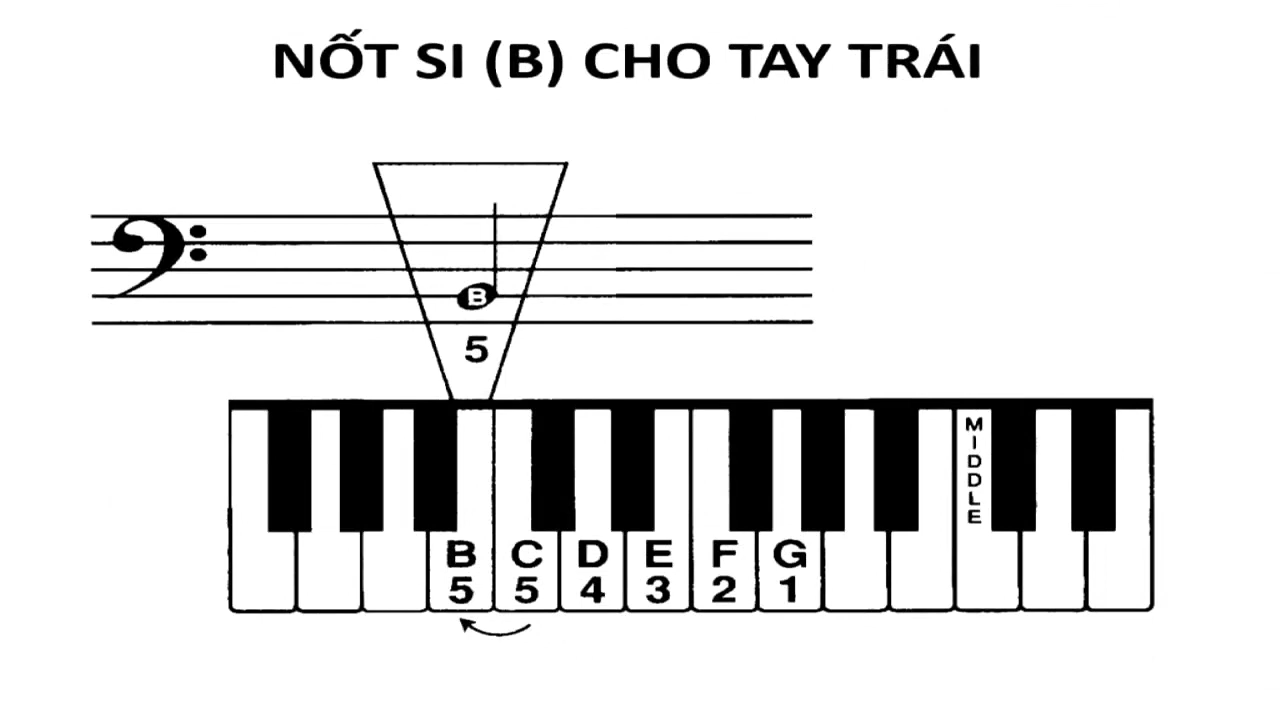 NỐT SI (B) CHO TAY TRÁI
B
5
MIDDLE
B C D E F G
5 5 4 3 2 1